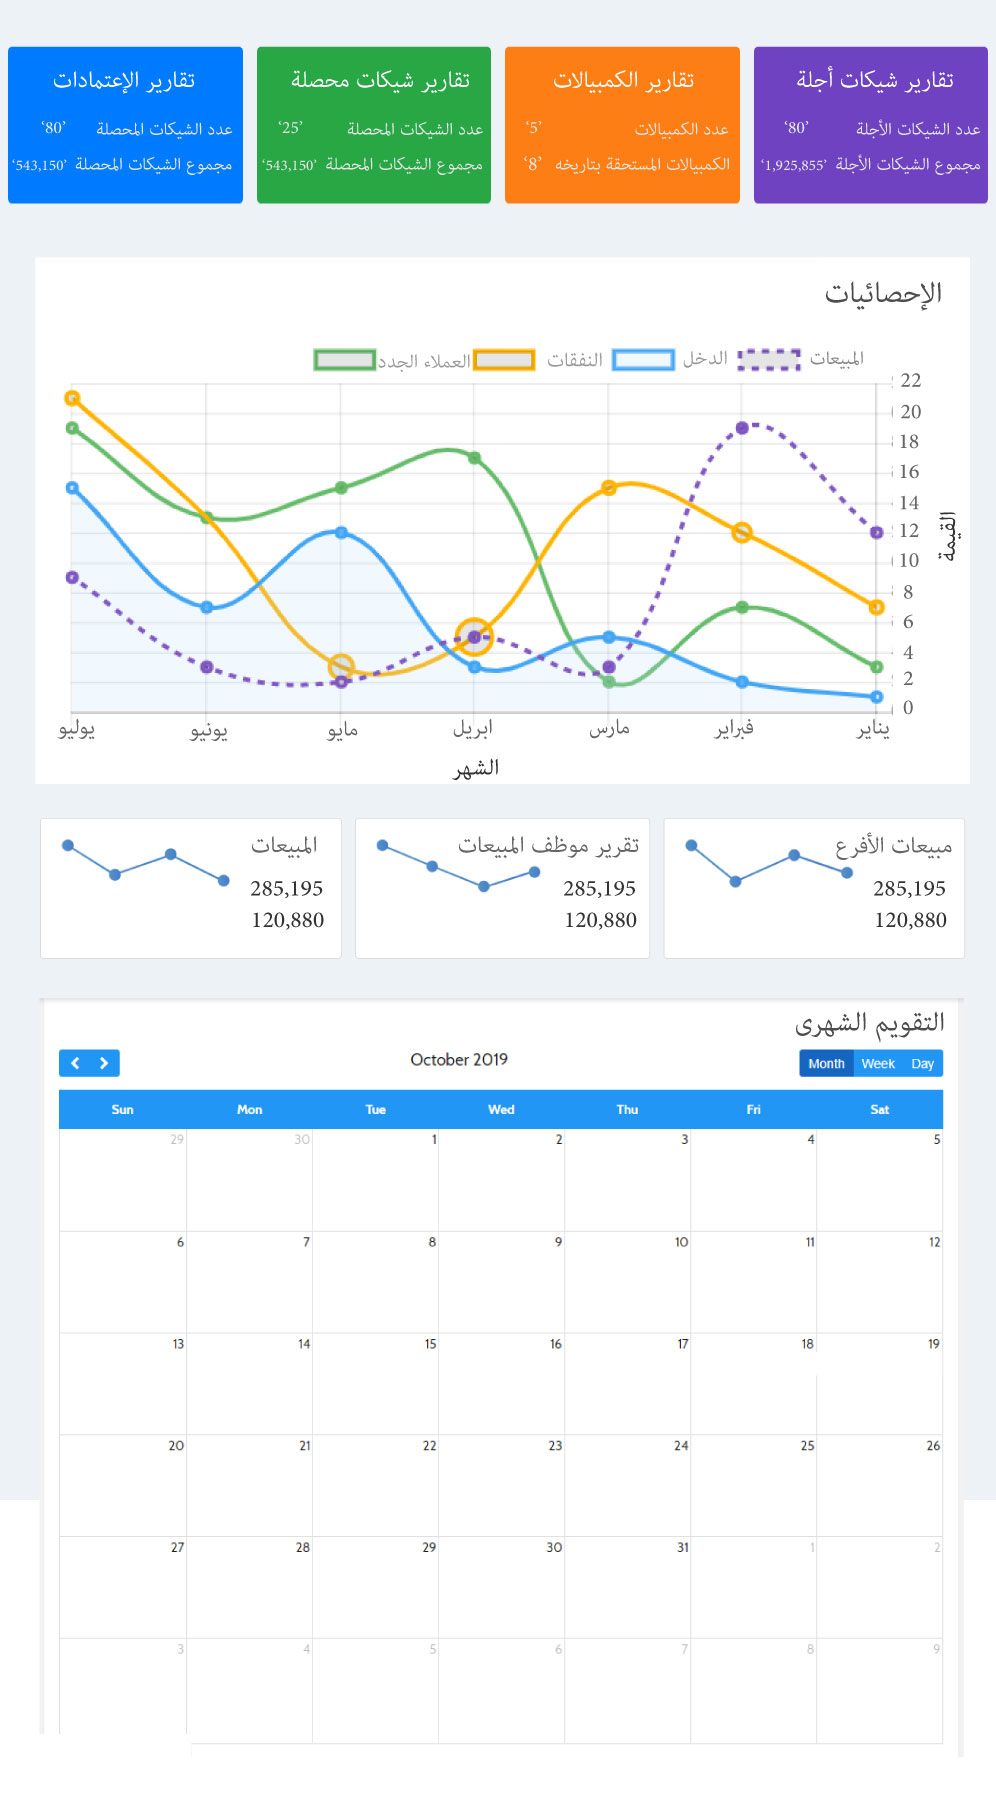 تقارير شيكات أجلة
عدد الشيكات الأجلة ‘80’
مجموع الشيكات الأجلة ‘1,925,855’
تقارير الكمبيالات
عدد الكمبيالات ‘5’
الكمبيالات المستحقة بتاريخه ‘8’
تقارير شيكات محصلة
عدد الشيكات المحصلة ‘25’
مجموع الشيكات المحصلة ‘543,150’
تقارير الإعتمادات
عدد الشيكات المحصلة ‘80’
مجموع الشيكات المحصلة ‘543,150’
الإحصائيات
المبيعات الدخل النفقات العملاء الجدد
22
20
18
16
14
12
10
8
6
4
2
0
القيمة
يناير فبراير مارس ابريل مايو يونيو يوليو
الشهر
مبيعات الأفرع
285,195
120,880
تقرير موظف المبيعات
285,195
120,880
المبيعات
285,195
120,880
التقويم الشهرى
October 2019
Month Week Day
Sun Mon Tue Wed Thu Fri Sat
29 30 1 2 3 4 5
6 7 8 9 10 11 12
13 14 15 16 17 18 19
20 21 22 23 24 25 26
27 28 29 30 31 1 2
3 4 5 6 7 8 9